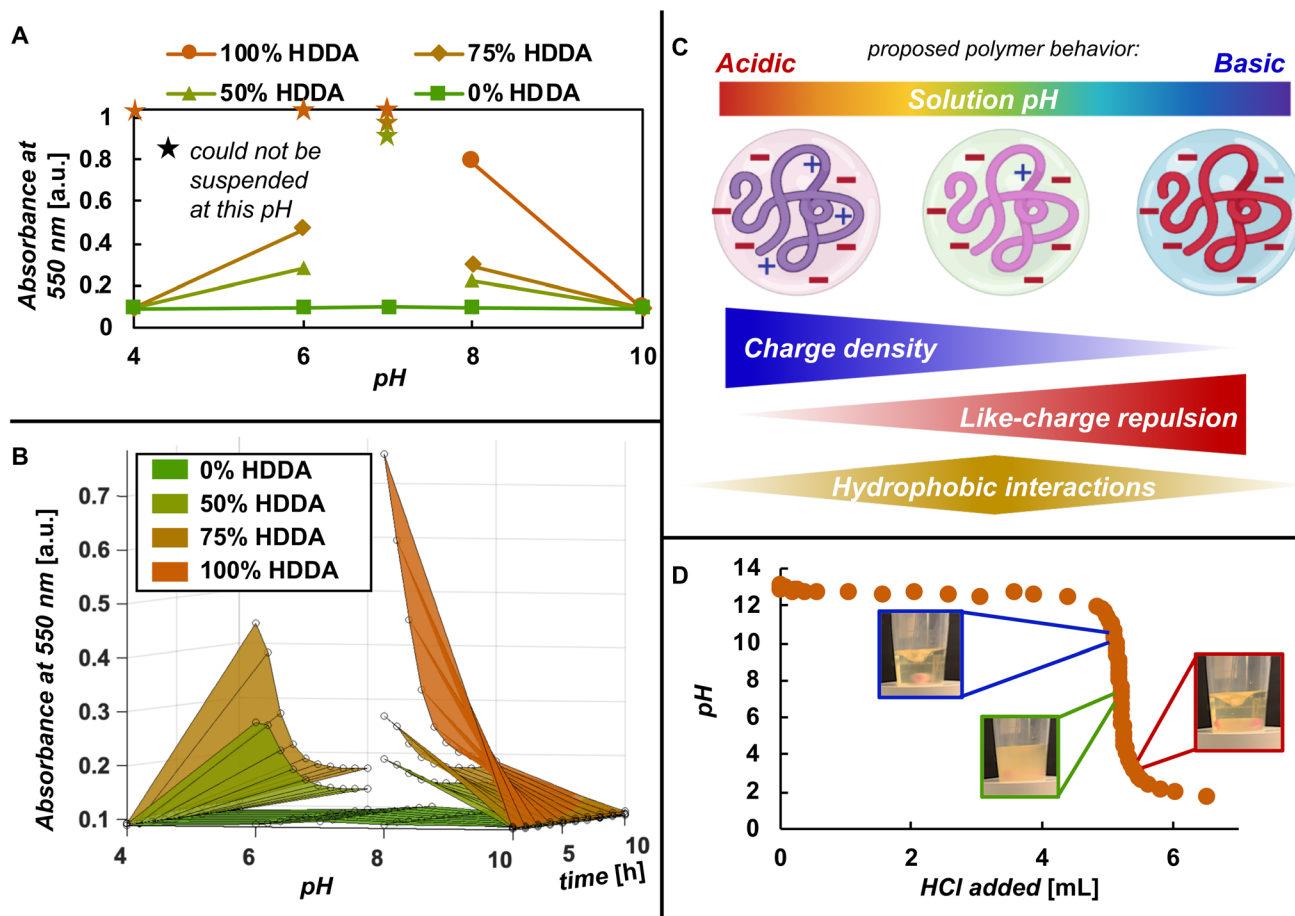 A
100% HDDA
75% HDDA
50% HDDA
0% HDDA
Absorbance at
550 nm [a.u.]
1
0.8
0.6
0.4
0.2
0
could not be
suspended
at this pH
4
6
7
8
10
pH
B
0% HDDA
50% HDDA
75% HDDA
100% HDDA
Absorbance at 550 nm [a.u.]
0.7
0.6
0.5
0.4
0.3
0.2
0.1
4
6
8
10
5
10
pH
time [h]
C
proposed polymer behavior:
Acidic
Basic
Solution pH
+
+
+
+
Charge density
Like-charge repulsion
Hydrophobic interactions
D
pH
14
12
10
8
6
4
2
0
0
2
4
6
HCl added [mL]